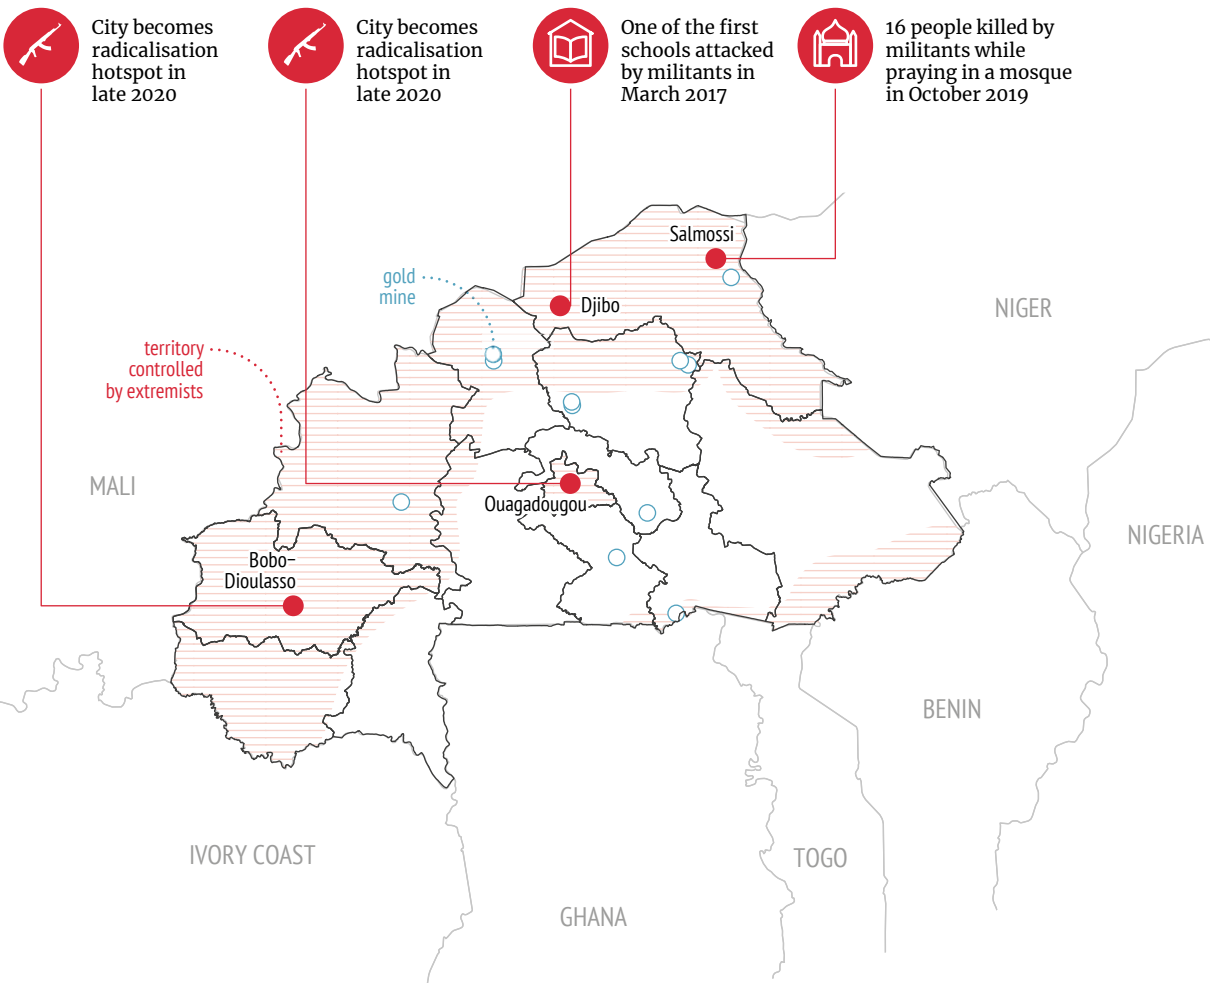 City becomes
radicalisation
hotspot in
late 2020
City becomes
radicalisation
hotspot in
late 2020
One of the first
schools attacked
by militants in
March 2017
16 people killed by
militants while
praying in a mosque
in October 2019
Salmossi
gold
mine
Djibo
NIGER
territory
controlled
by extremists
MALI
Ouagadougou
NIGERIA
Bobo–
Dioulasso
BENIN
IVORY COAST
TOGO
GHANA